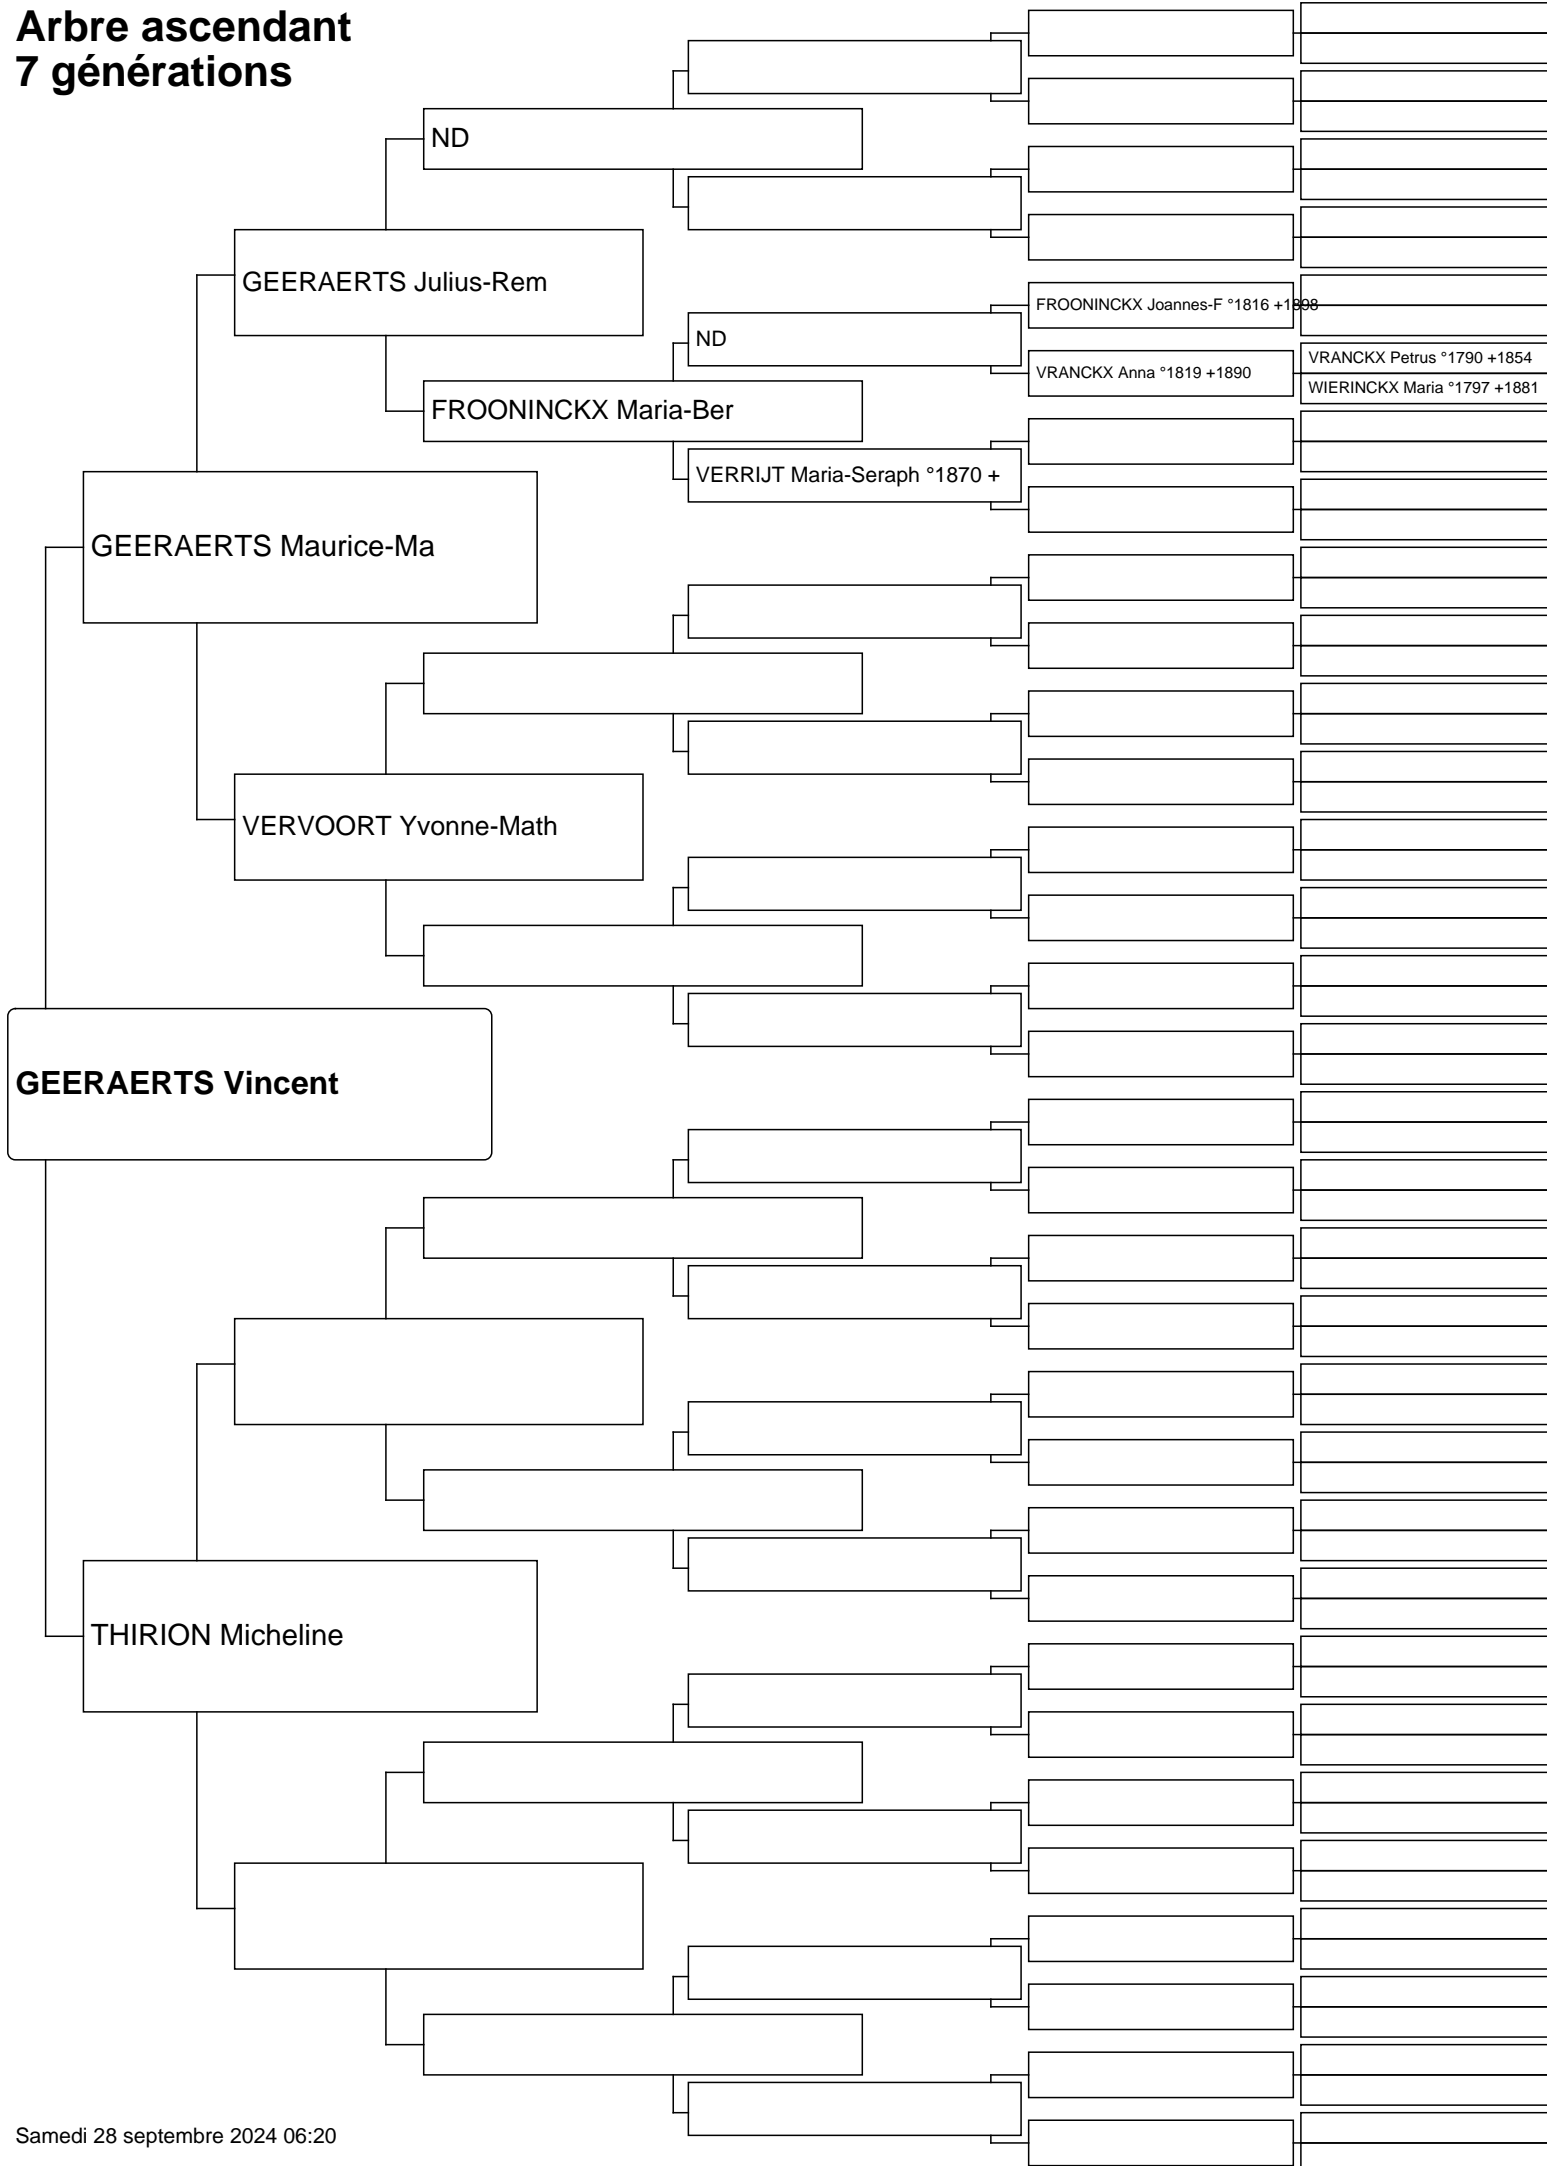 Arbre ascendant
7 générations
ND
GEERAERTS Julius-Rem
FROONINCKX Joannes-F °1816 +1898
ND
VRANCKX Petrus °1790 +1854
VRANCKX Anna °1819 +1890
WIERINCKX Maria °1797 +1881
FROONINCKX Maria-Ber
VERRIJT Maria-Seraph °1870 +
GEERAERTS Maurice-Ma
VERVOORT Yvonne-Math
GEERAERTS Vincent
THIRION Micheline
Samedi 28 septembre 2024 06:20